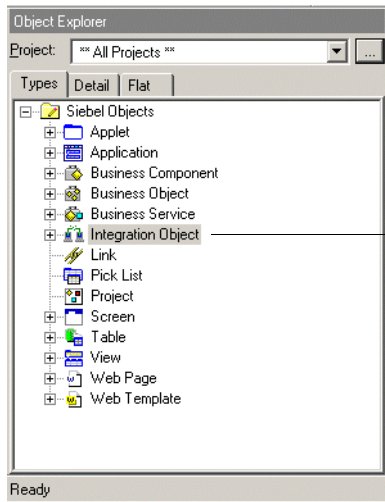 Object Explorer
Project: ** All Projects ** ...
Types Detail Flat
Siebel Objects
Applet
Application
Business Component
Business Object
Business Service
Integration Object
Link
Pick List
Project
Screen
Table
View
Web Page
Web Template
Ready